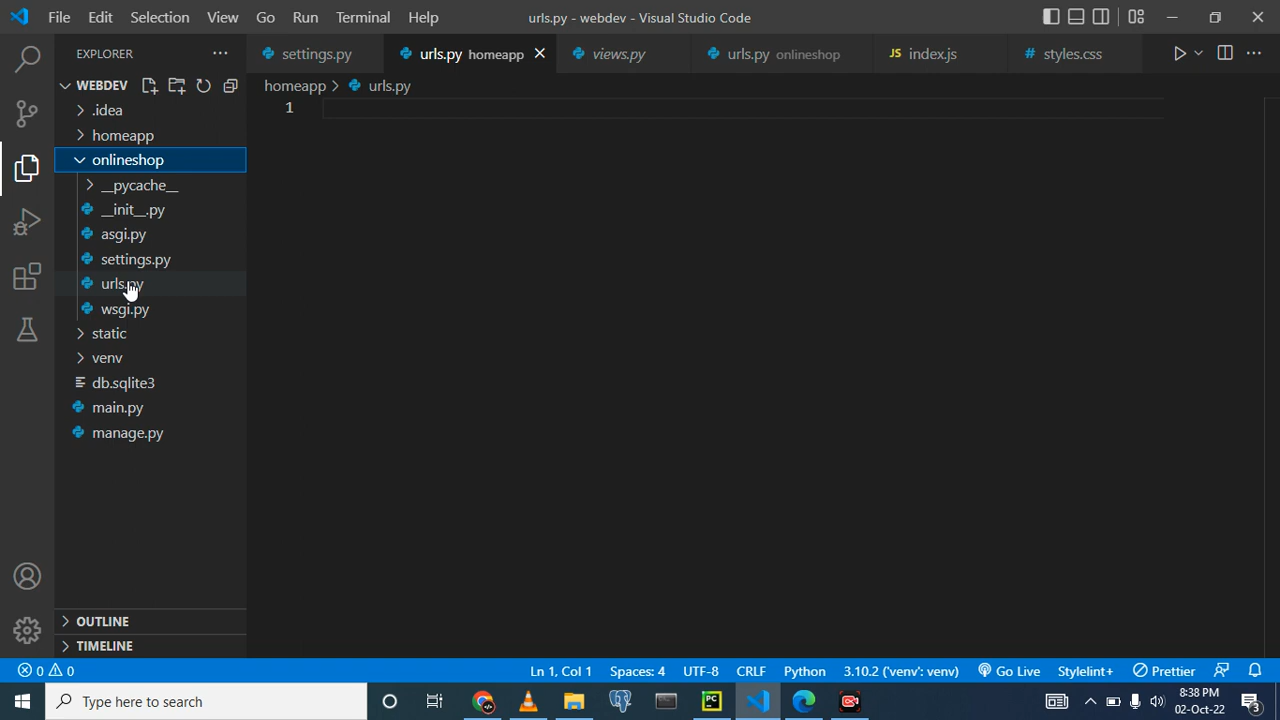 File Edit Selection View Go Run Terminal Help urls.py - webdev - Visual Studio Code
EXPLORER
settings.py urls.py homeapp views.py urls.py onlineshop JS index.js # styles.css
WEBDEV
homeapp > urls.py
1
.idea
homeapp
onlineshop
__pycache__
__init__.py
asgi.py
settings.py
urls.py
wsgi.py
static
venv
db.sqlite3
main.py
manage.py
OUTLINE
TIMELINE
0 0 Ln 1, Col 1 Spaces: 4 UTF-8 CRLF Python 3.10.2 ('venv': venv) Go Live Stylelint+ Prettier
Type here to search
PC
8:38 PM
02-Oct-22
3